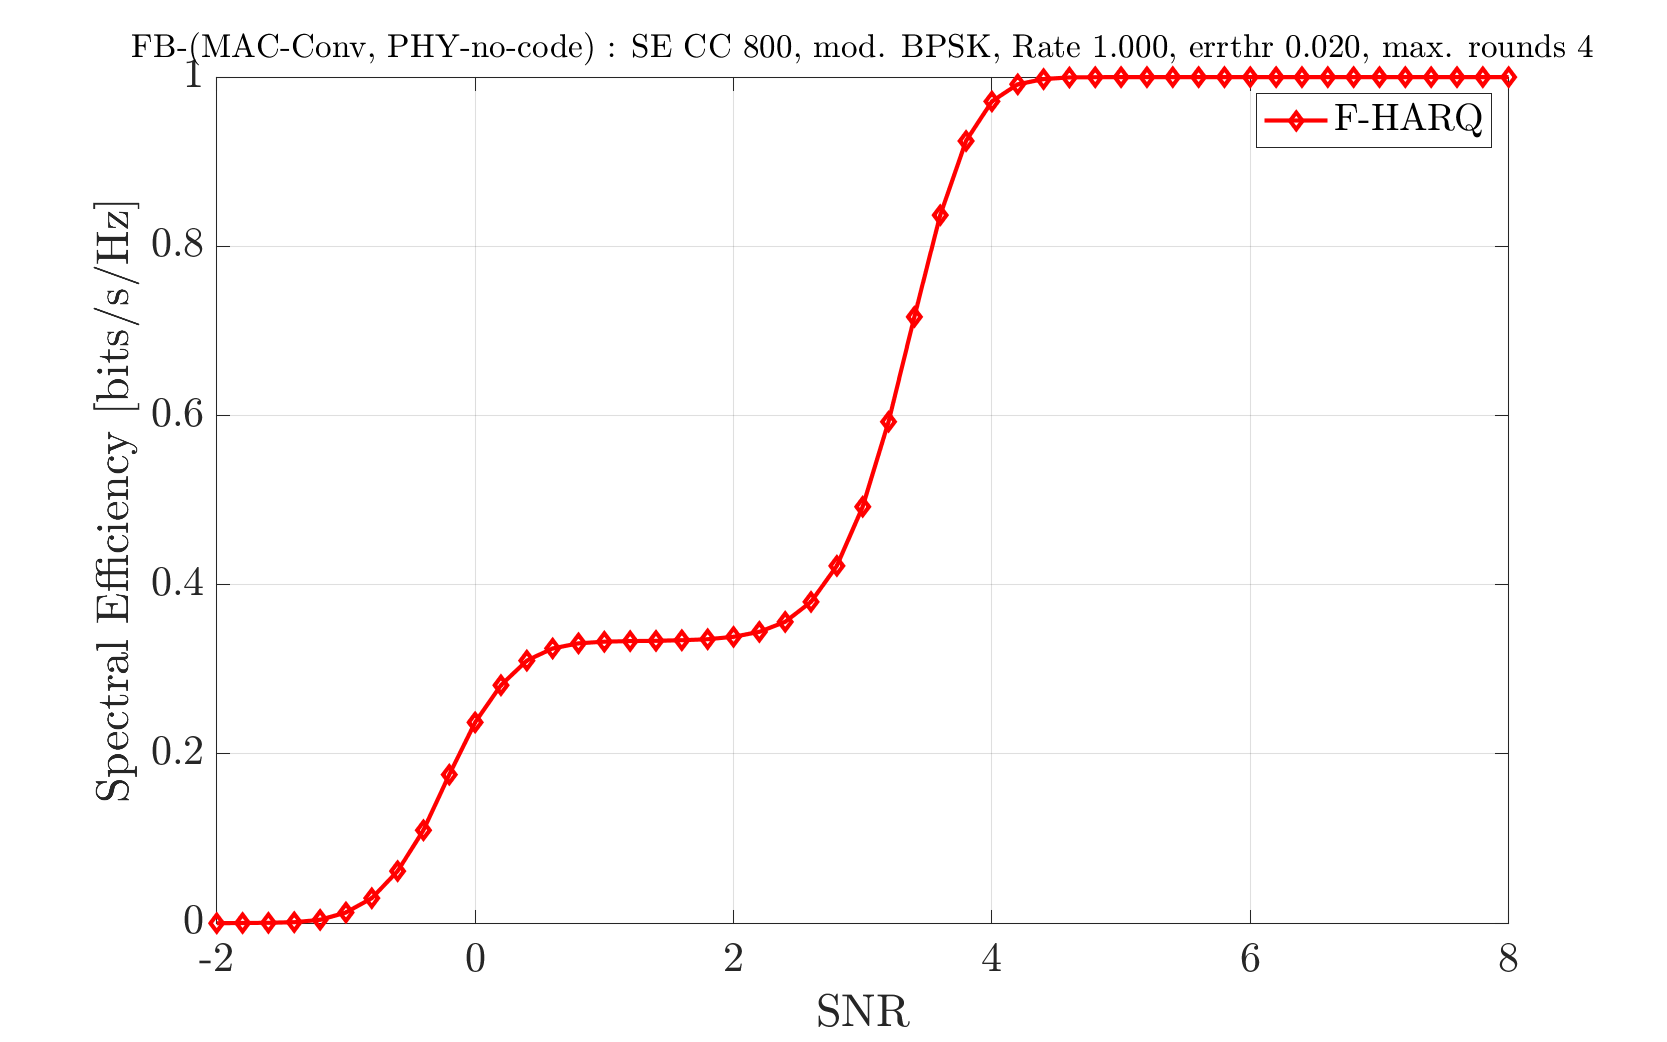 FB-(MAC-Conv, PHY-no-code) : SE CC 800, mod. BPSK, Rate 1.000, errthr 0.020, max. rounds 4
1
F-HARQ
0.8
0.6
0.4
0.2
0
Spectral Efficiency [bits/s/Hz]
-2 0 2 4 6 8
SNR